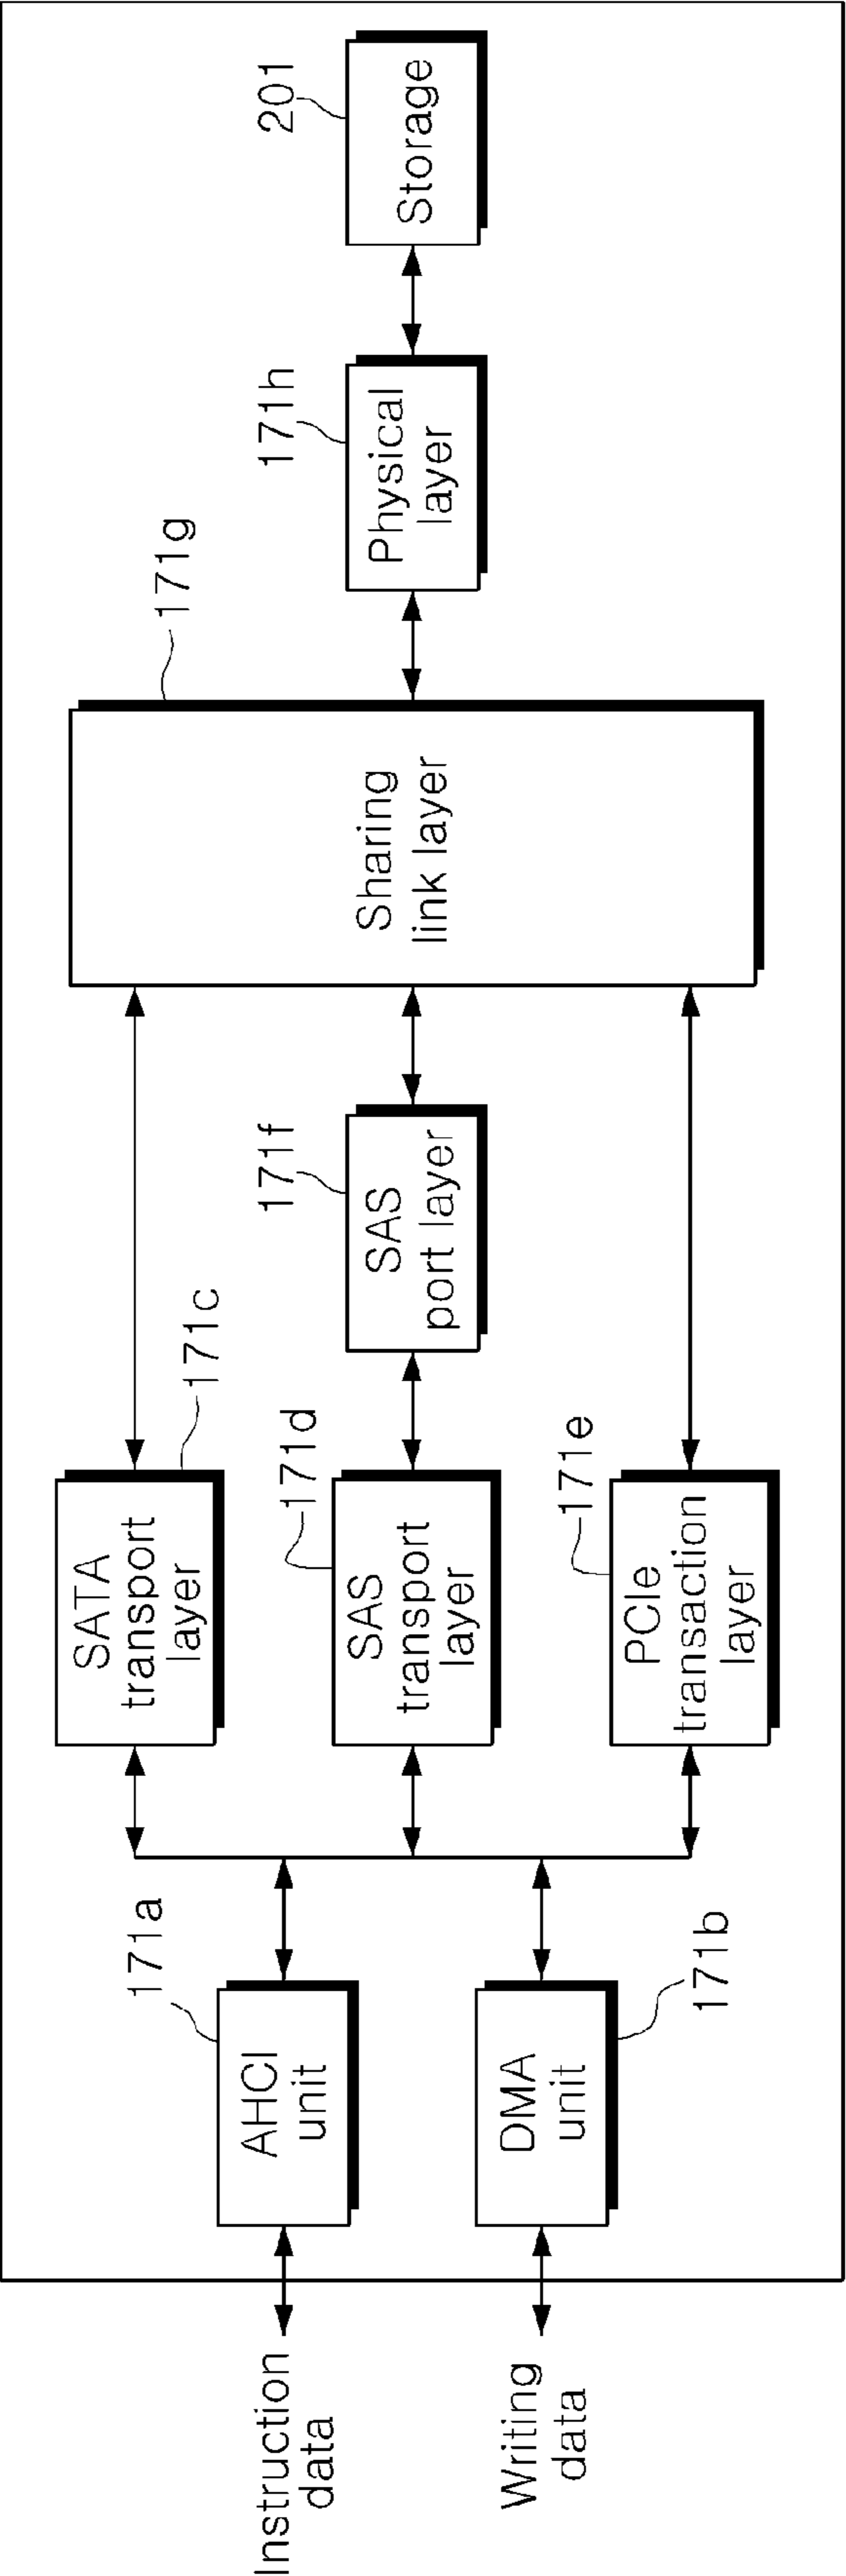 Instruction
data
Writing
data
171a
AHCI
unit
DMA
unit
171b
SATA
transport
layer
171c
171d
SAS
transport
layer
171e
PCIe
transaction
layer
171f
SAS
port layer
171g
Sharing
link layer
171h
Physical
layer
201
Storage